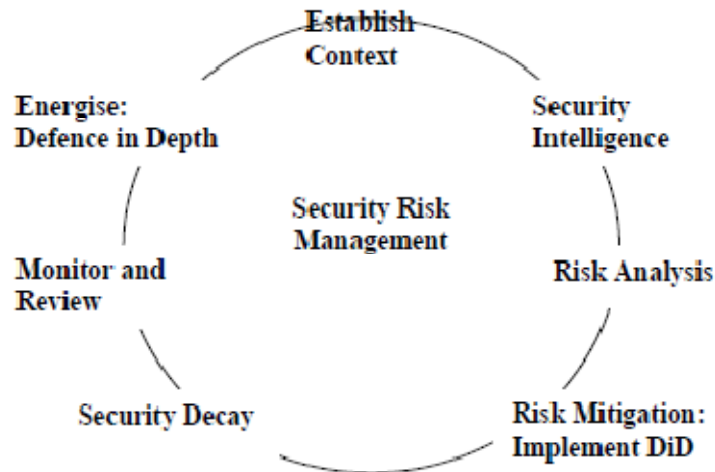 Establish
Context
Security
Intelligence
Risk Analysis
Risk Mitigation:
Implement DiD
Security Decay
Monitor and
Review
Energise:
Defence in Depth
Security Risk
Management